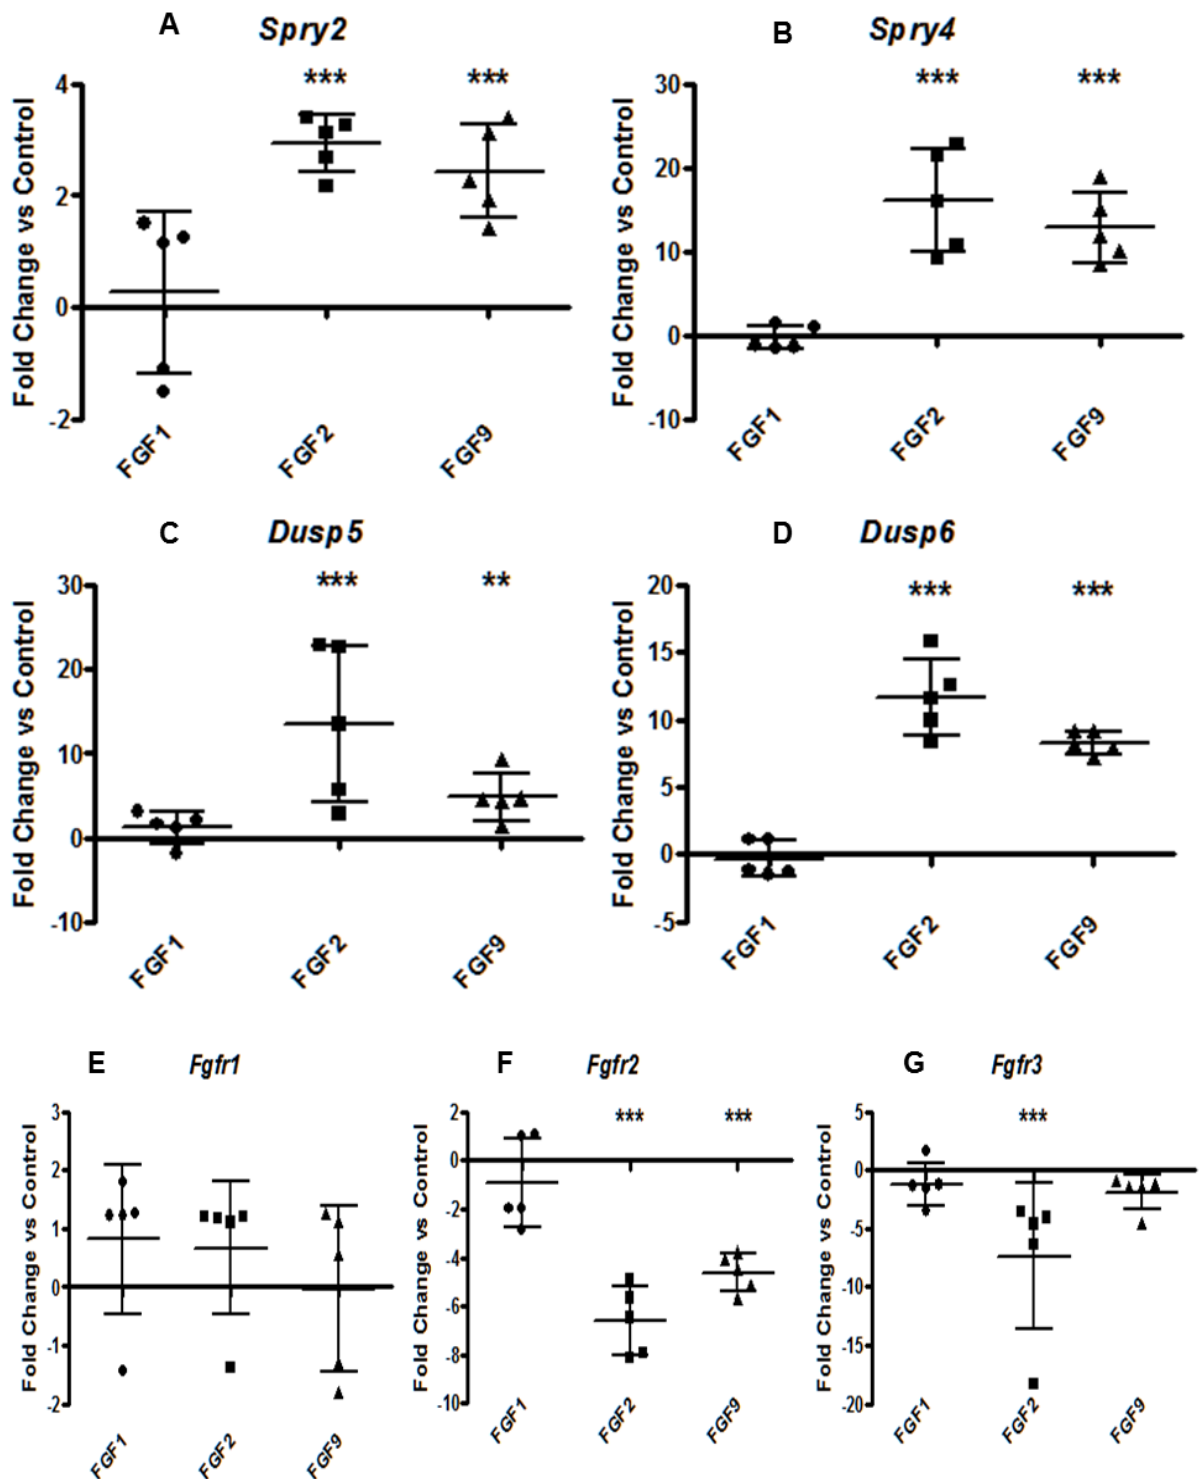 A Spry2
Fold Change vs Control
4
2
0
-2
*** ***
FGF1 FGF2 FGF9
B Spry4
Fold Change vs Control
30
20
10
0
-10
*** ***
FGF1 FGF2 FGF9
C Dusp5
Fold Change vs Control
30
20
10
0
-10
*** **
FGF1 FGF2 FGF9
D Dusp6
Fold Change vs Control
20
15
10
5
0
-5
*** ***
FGF1 FGF2 FGF9
E Fgfr1
Fold Change vs Control
3
2
1
0
-1
-2
FGF1 FGF2 FGF9
F Fgfr2
Fold Change vs Control
2
0
-2
-4
-6
-8
-10
*** ***
FGF1 FGF2 FGF9
G Fgfr3
Fold Change vs Control
5
0
-5
-10
-15
-20
***
FGF1 FGF2 FGF9